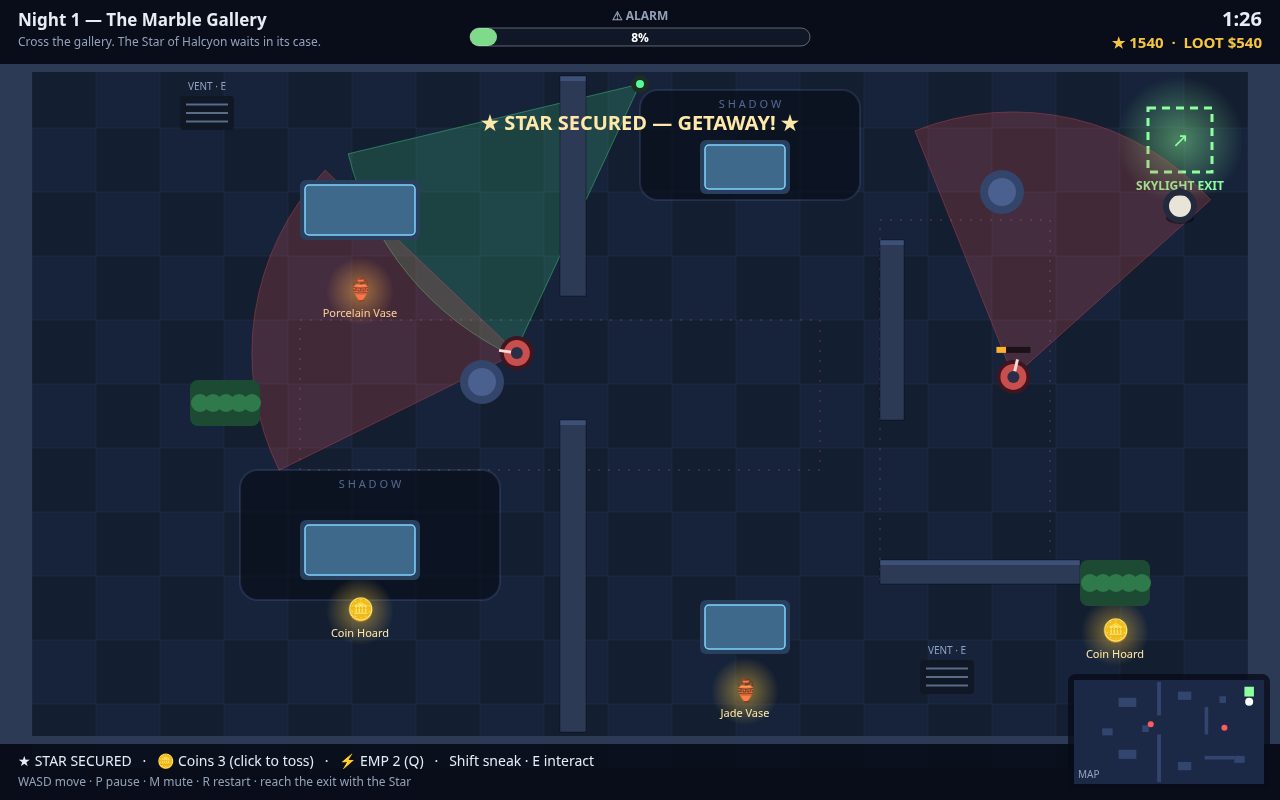 Night 1 — The Marble Gallery
Cross the gallery. The Star of Halcyon waits in its case.
⚠ ALARM
8%
1:26
★ 1540 · LOOT $540
VENT · E
SHADOW
★ STAR SECURED — GETAWAY! ★
SKYLIGHT EXIT
Porcelain Vase
SHADOW
Coin Hoard
VENT · E
Coin Hoard
Jade Vase
MAP
★ STAR SECURED · 🪙 Coins 3 (click to toss) · ⚡ EMP 2 (Q) · Shift sneak · E interact
WASD move · P pause · M mute · R restart · reach the exit with the Star